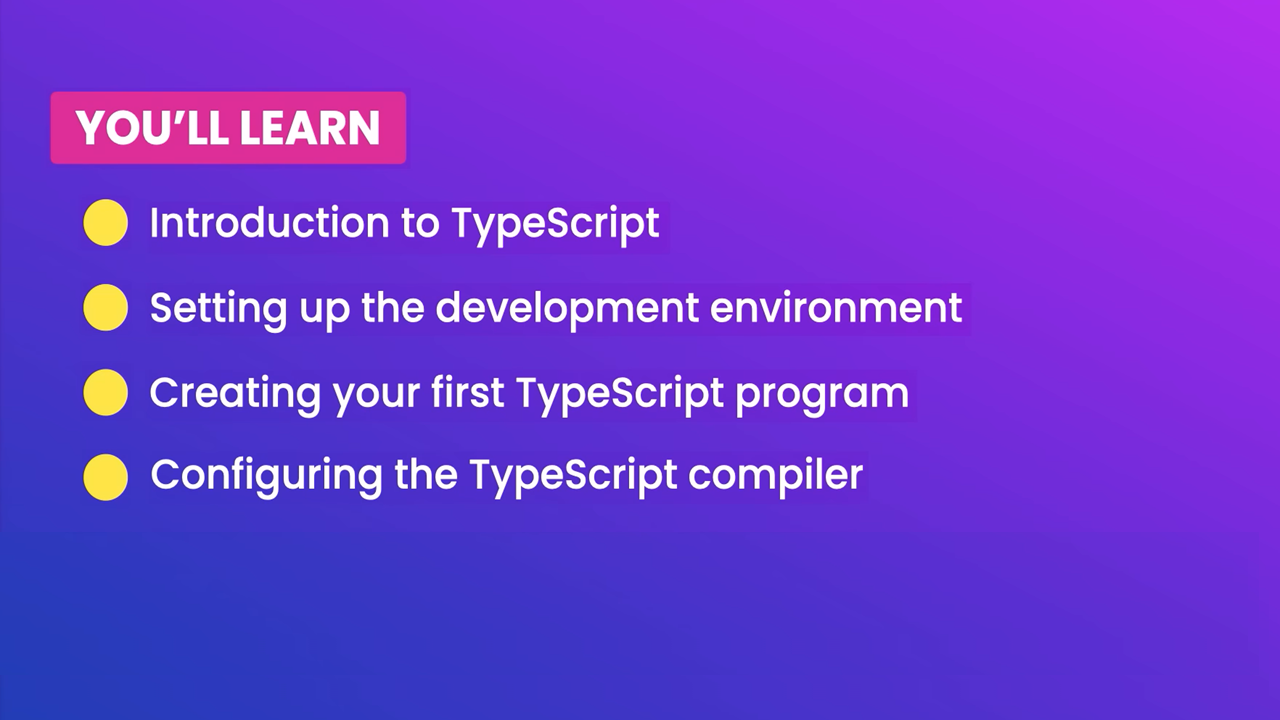 YOU’LL LEARN
Introduction to TypeScript
Setting up the development environment
Creating your first TypeScript program
Configuring the TypeScript compiler